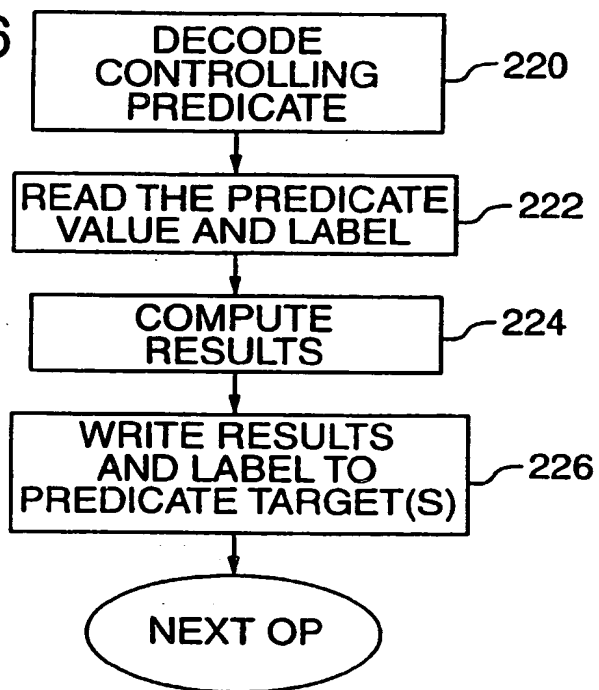 6
DECODE
CONTROLLING
PREDICATE
220
READ THE PREDICATE
VALUE AND LABEL
222
COMPUTE
RESULTS
224
WRITE RESULTS
AND LABEL TO
PREDICATE TARGET(S)
226
NEXT OP